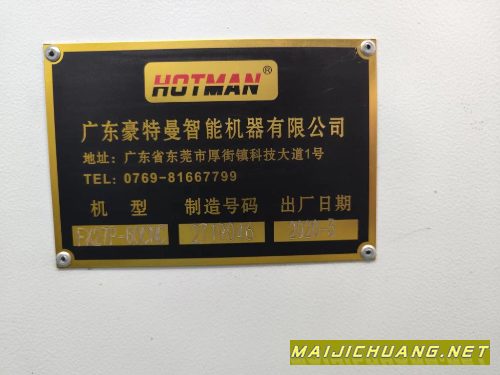 HOTMAN®
广东豪特曼智能机器有限公司
地址：广东省东莞市厚街镇科技大道1号
TEL: 0769-81667799
机 型 制造号码 出厂日期
2020-8
MAIJICHUANG.NET